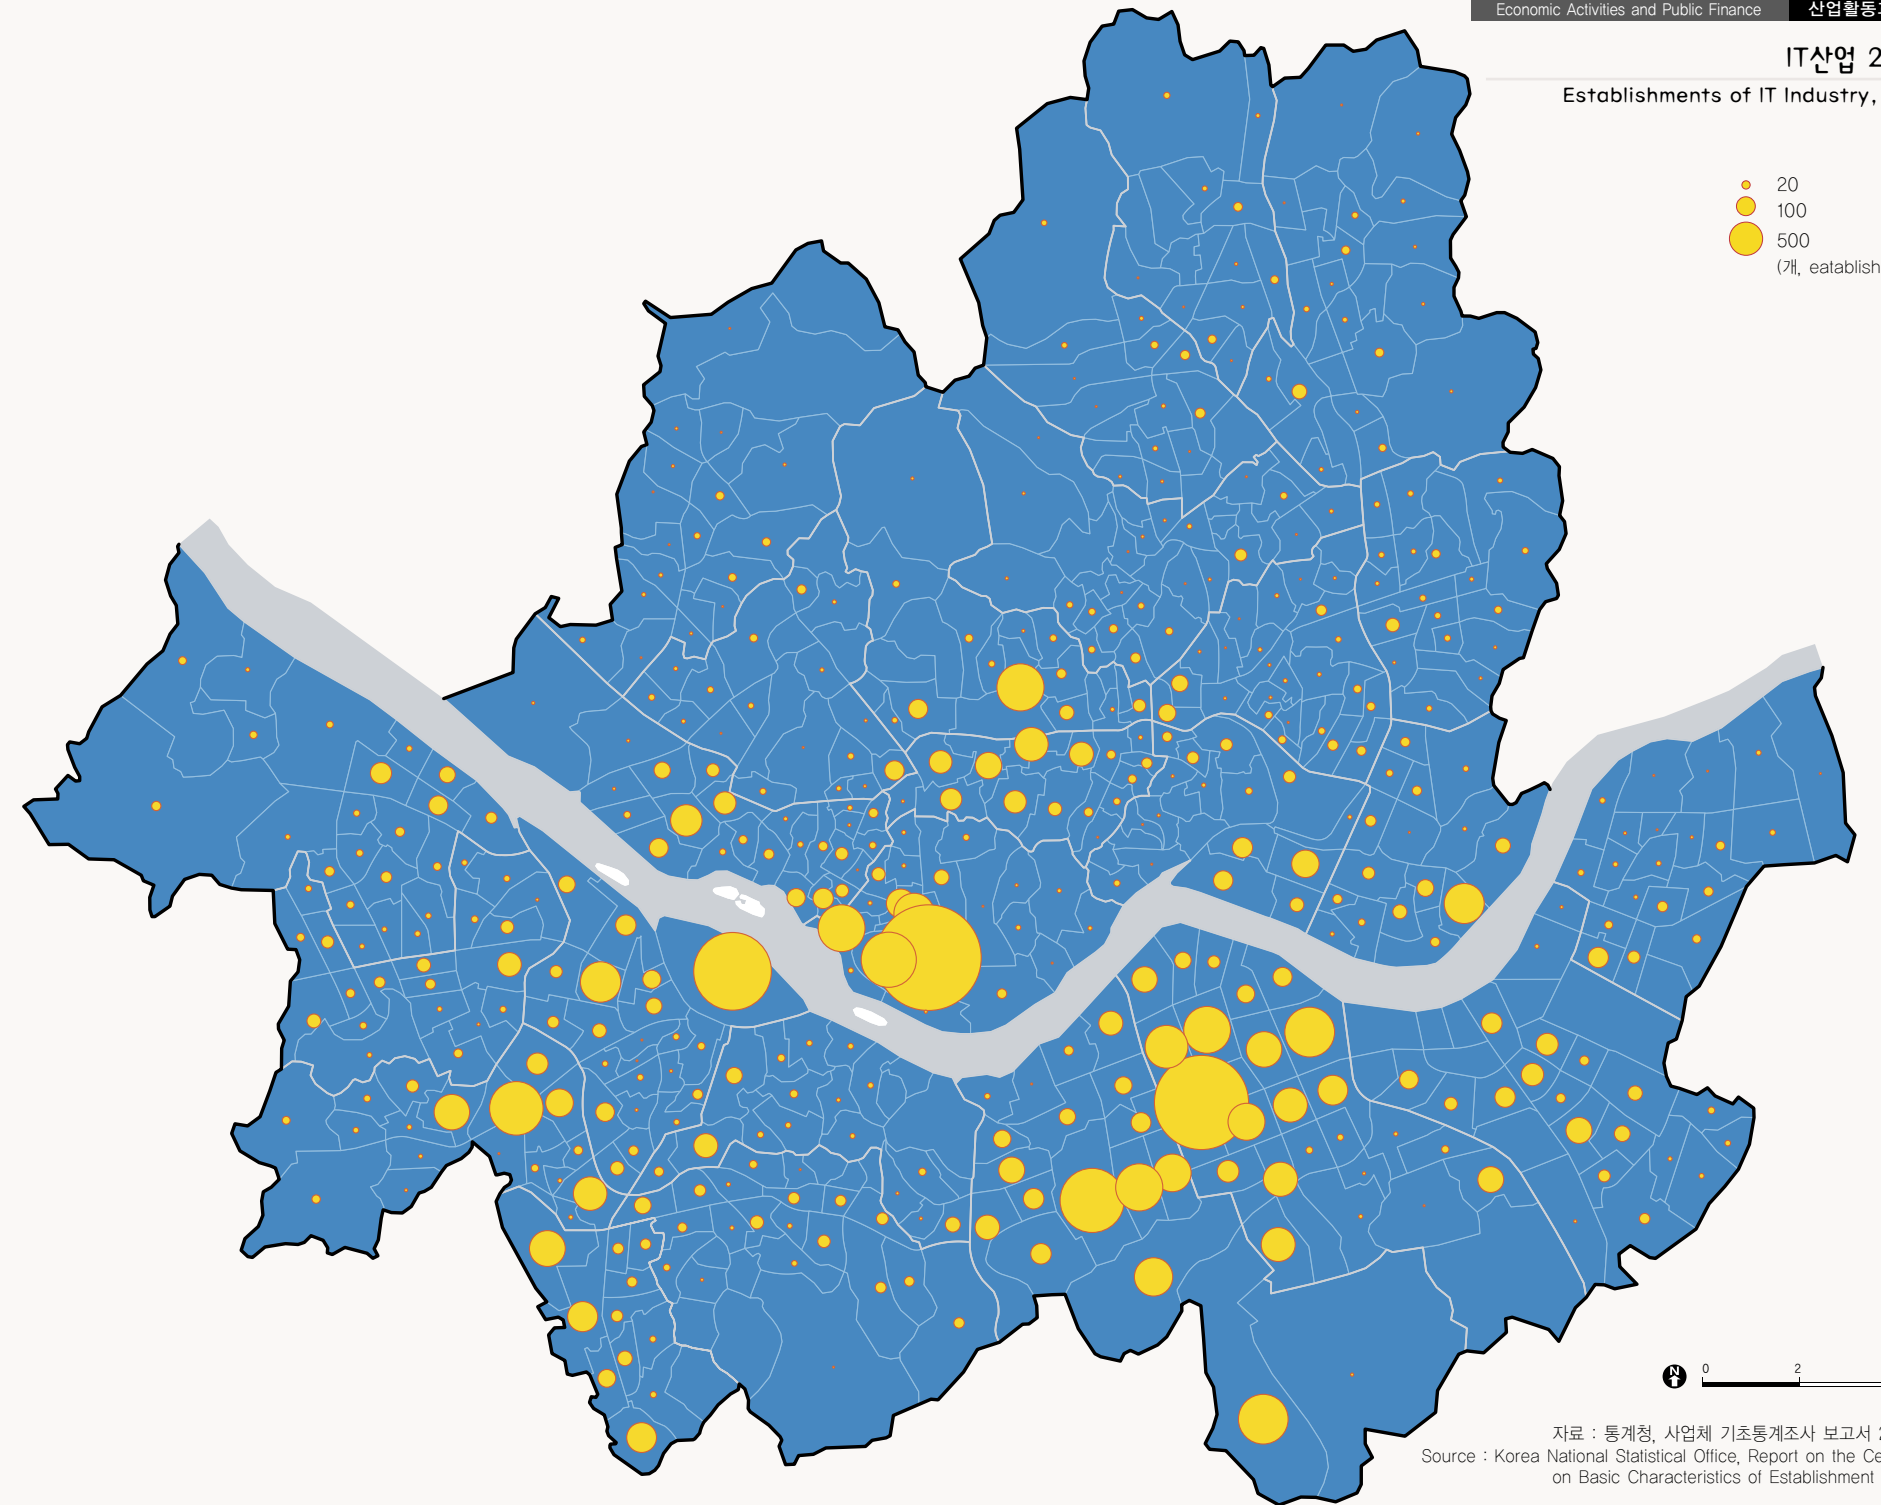 Economic Activities and Public Finance 산업활동
IT산업 2
Establishments of IT Industry,
20
100
500
(개, eatablish
N
0 2
자료 : 통계청, 사업체 기초통계조사 보고서 2
Source : Korea National Statistical Office, Report on the Ce
on Basic Characteristics of Establishment